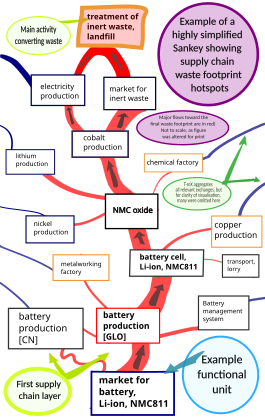 Main activity
converting waste
treatment of
inert waste,
landfill
Example of a
highly simplified
Sankey showing
supply chain
waste footprint
hotspots
electricity
production
market for
inert waste
Major flows toward the
final waste footprint are in red).
Not to scale, as figure
was altered for print
cobalt
production
lithium
production
chemical factory
T-reX aggregates
all relevant exchanges, but
for clarity of visualisation,
many were omitted here
NMC oxide
nickel
production
copper
production
battery cell,
Li-ion, NMC811
transport,
lorry
metalworking
factory
Battery
management
system
battery
production
[CN]
battery
production
[GLO]
Example
functional
unit
First supply
chain layer
market for
battery,
Li-ion, NMC811